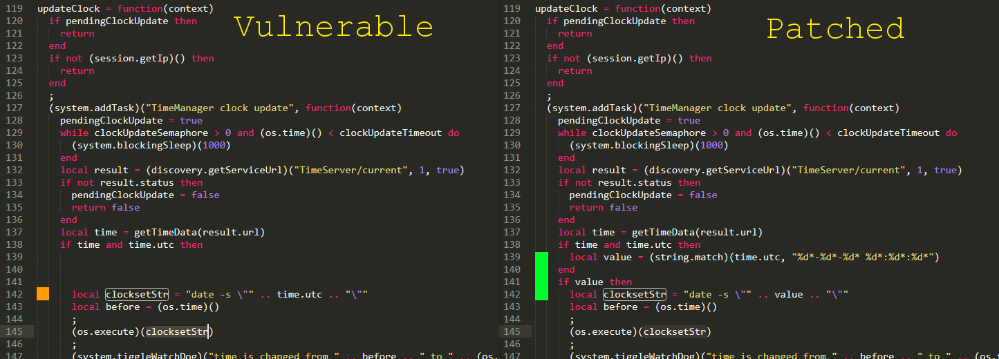 Vulnerable
119 updateClock = function(context)
120 if pendingClockUpdate then
121 return
122 end
123 if not (session.getIp)() then
124 return
125 end
126 ;
127 (system.addTask)("TimeManager clock update", function(context)
128 pendingClockUpdate = true
129 while clockUpdateSemaphore > 0 and (os.time)() < clockUpdateTimeout do
130 (system.blockingSleep)(1000)
131 end
132 local result = (discovery.getServiceUrl)("TimeServer/current", 1, true)
133 if not result.status then
134 pendingClockUpdate = false
135 return false
136 end
137 local time = getTimeData(result.url)
138 if time and time.utc then
139
140
141
142 local clocksetStr = "date -s \"" .. time.utc .. "\""
143 local before = (os.time)()
144 ;
145 (os.execute)(clocksetStr)
146 ;
147 (system.tiggleWatchDog)("time is changed from " .. before .. " to " .. (os.
Patched
119 updateClock = function(context)
120 if pendingClockUpdate then
121 return
122 end
123 if not (session.getIp)() then
124 return
125 end
126 ;
127 (system.addTask)("TimeManager clock update", function(context)
128 pendingClockUpdate = true
129 while clockUpdateSemaphore > 0 and (os.time)() < clockUpdateTimeout do
130 (system.blockingSleep)(1000)
131 end
132 local result = (discovery.getServiceUrl)("TimeServer/current", 1, true)
133 if not result.status then
134 pendingClockUpdate = false
135 return false
136 end
137 local time = getTimeData(result.url)
138 if time and time.utc then
139 local value = (string.match)(time.utc, "%d*-%d*-%d* %d*:%d*:%d*")
140 end
141 if value then
142 local clocksetStr = "date -s \"" .. value .. "\""
143 local before = (os.time)()
144 ;
145 (os.execute)(clocksetStr)
146 ;
147 (system.tiggleWatchDog)("time is changed from " .. before .. " to " .. (os.